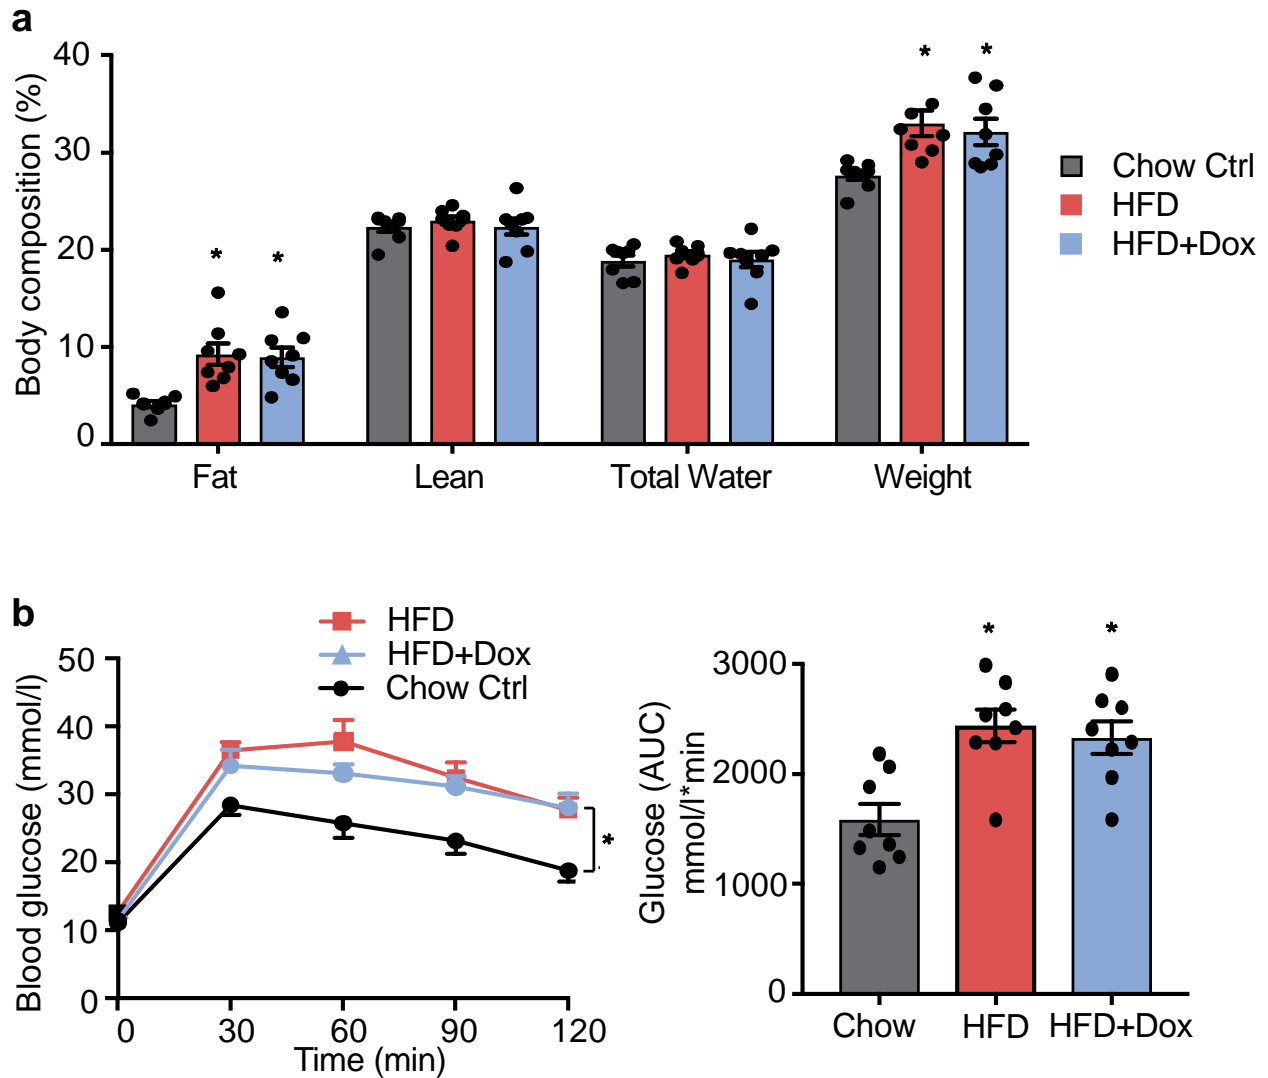 a
Body composition (%)
40
30
20
10
0
* * * *
Fat Lean Total Water Weight
Chow Ctrl
HFD
HFD+Dox
b
HFD
HFD+Dox
Chow Ctrl
Blood glucose (mmol/l)
50
40
30
20
10
0
*
0 30 60 90 120
Time (min)
Glucose (AUC)
mmol/l*min
3000
2000
1000
0
* *
Chow HFD HFD+Dox